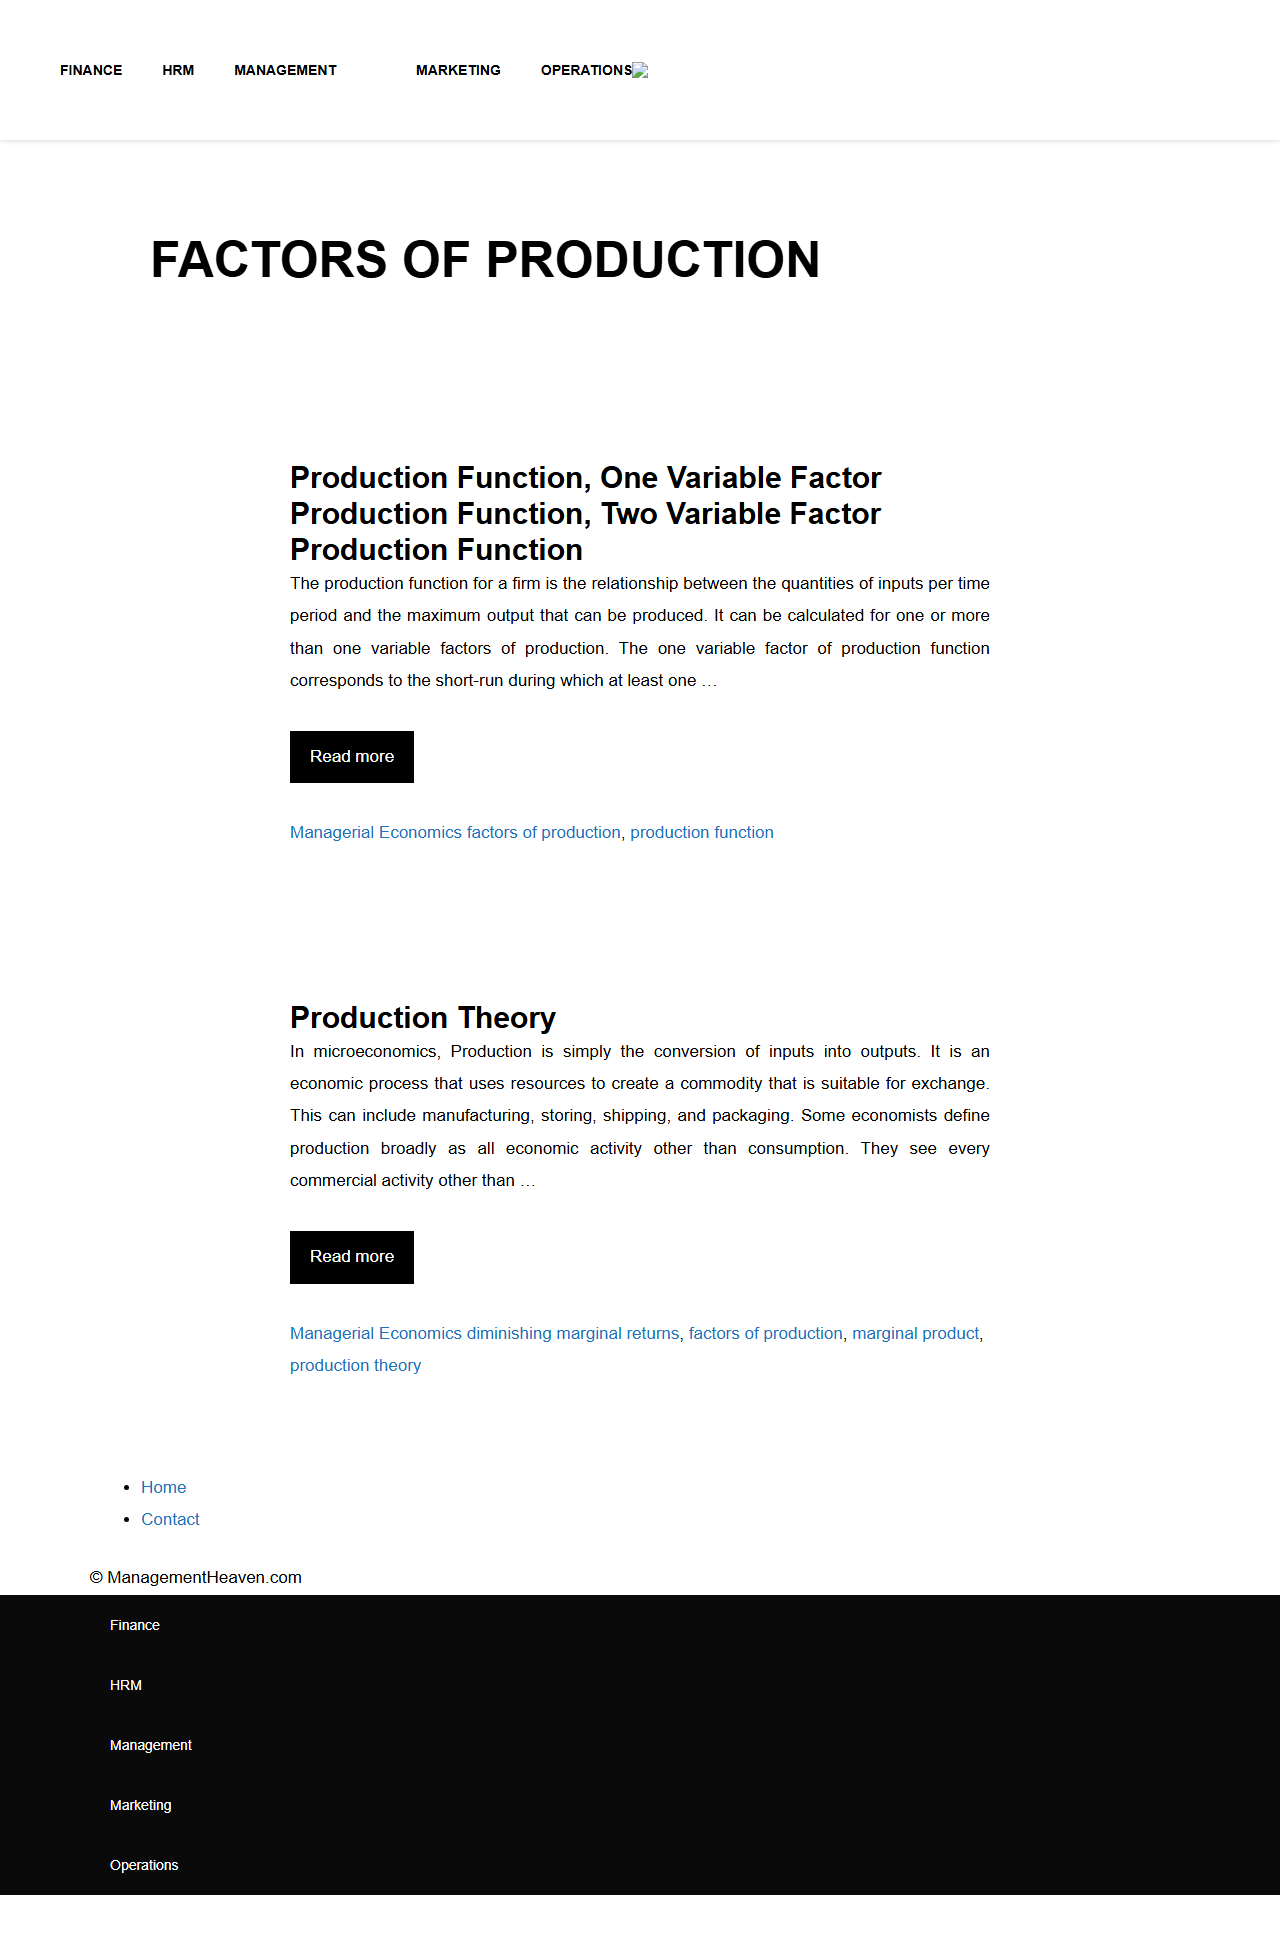 FINANCE HRM MANAGEMENT MARKETING OPERATIONS
FACTORS OF PRODUCTION
Production Function, One Variable Factor
Production Function, Two Variable Factor
Production Function
The production function for a firm is the relationship between the quantities of inputs per time
period and the maximum output that can be produced. It can be calculated for one or more
than one variable factors of production. The one variable factor of production function
corresponds to the short-run during which at least one …
Read more
Managerial Economics factors of production, production function
Production Theory
In microeconomics, Production is simply the conversion of inputs into outputs. It is an
economic process that uses resources to create a commodity that is suitable for exchange.
This can include manufacturing, storing, shipping, and packaging. Some economists define
production broadly as all economic activity other than consumption. They see every
commercial activity other than …
Read more
Managerial Economics diminishing marginal returns, factors of production, marginal product,
production theory
Home
Contact
© ManagementHeaven.com
Finance
HRM
Management
Marketing
Operations